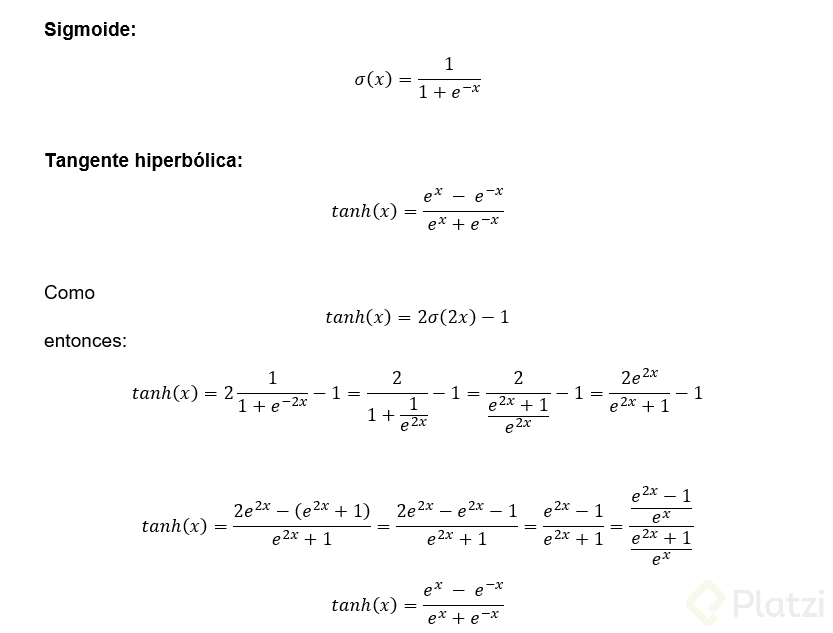 Sigmoide:
σ(x) = 1 / (1 + e^(−x))
Tangente hiperbólica:
tanh(x) = (e^x − e^(−x)) / (e^x + e^(−x))
Como
tanh(x) = 2σ(2x) − 1
entonces:
tanh(x) = 2 1 / (1 + e^(−2x)) − 1 = 2 / (1 + 1 / e^(2x)) − 1 = 2 / ((e^(2x) + 1) / e^(2x)) − 1 = 2e^(2x) / (e^(2x) + 1) − 1
tanh(x) = (2e^(2x) − (e^(2x) + 1)) / (e^(2x) + 1) = (2e^(2x) − e^(2x) − 1) / (e^(2x) + 1) = (e^(2x) − 1) / (e^(2x) + 1) = ((e^(2x) − 1) / e^x) / ((e^(2x) + 1) / e^x)
tanh(x) = (e^x − e^(−x)) / (e^x + e^(−x))
Platzi